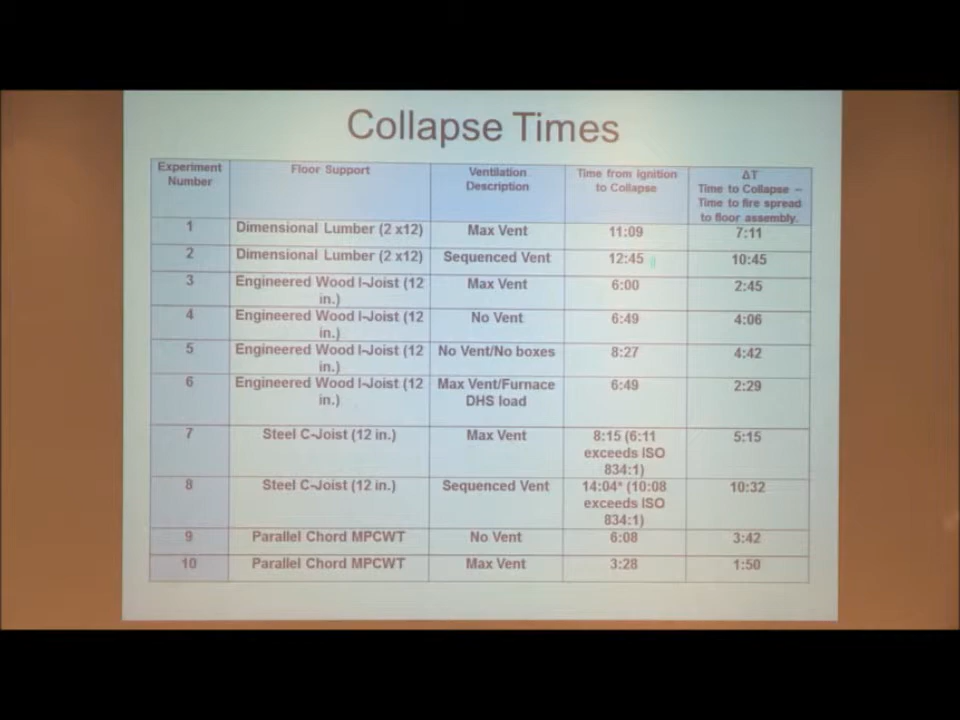 Collapse Times
Experiment Number
Floor Support
Ventilation Description
Time from Ignition to Collapse
ΔT Time to Collapse – Time to fire spread to floor assembly.
1 Dimensional Lumber (2 x12) Max Vent 11:09 7:11
2 Dimensional Lumber (2 x12) Sequenced Vent 12:45 10:45
3 Engineered Wood I-Joist (12 in.) Max Vent 6:00 2:45
4 Engineered Wood I-Joist (12 in.) No Vent 6:49 4:06
5 Engineered Wood I-Joist (12 in.) No Vent/No boxes 8:27 4:42
6 Engineered Wood I-Joist (12 in.) Max Vent/Furnace DHS load 6:49 2:29
7 Steel C-Joist (12 in.) Max Vent 8:15 (6:11 exceeds ISO 834:1) 5:15
8 Steel C-Joist (12 in.) Sequenced Vent 14:04* (10:08 exceeds ISO 834:1) 10:32
9 Parallel Chord MPCWT No Vent 6:08 3:42
10 Parallel Chord MPCWT Max Vent 3:28 1:50